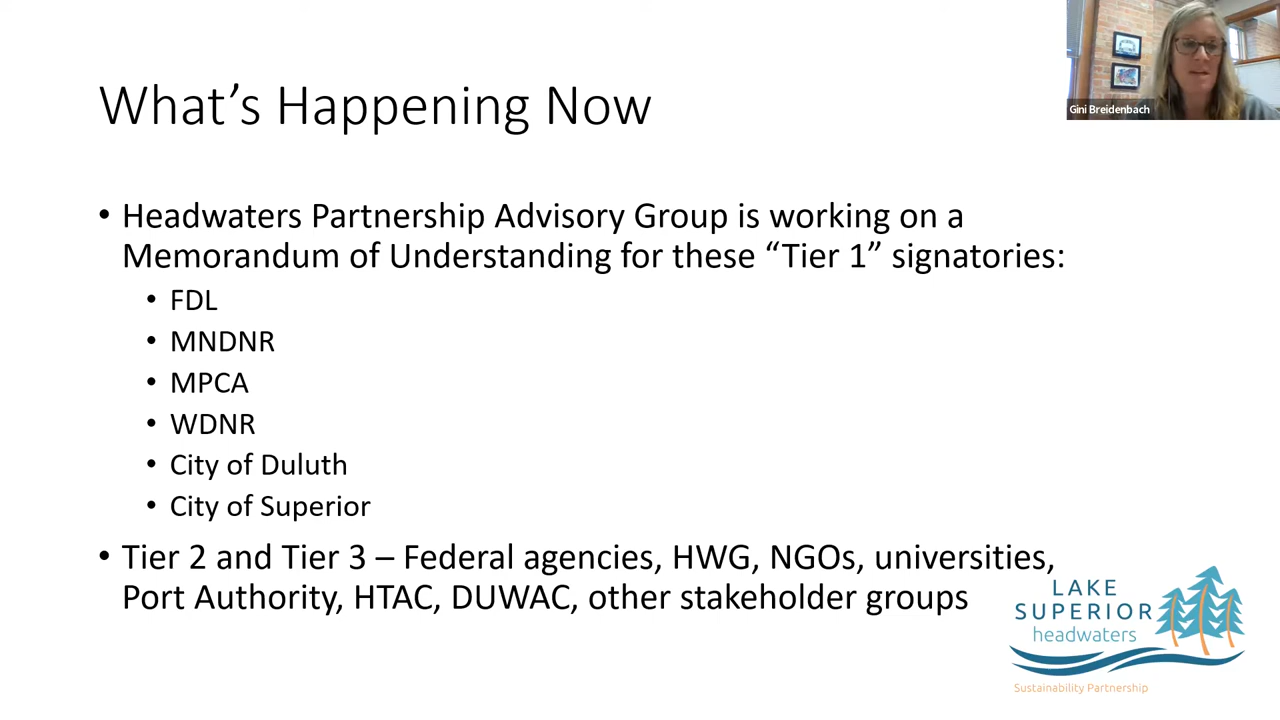 What's Happening Now
Gini Breidenbach
• Headwaters Partnership Advisory Group is working on a
Memorandum of Understanding for these “Tier 1” signatories:
• FDL
• MNDNR
• MPCA
• WDNR
• City of Duluth
• City of Superior
• Tier 2 and Tier 3 – Federal agencies, HWG, NGOs, universities,
Port Authority, HTAC, DUWAC, other stakeholder groups
LAKE
SUPERIOR
headwaters
Sustainability Partnership